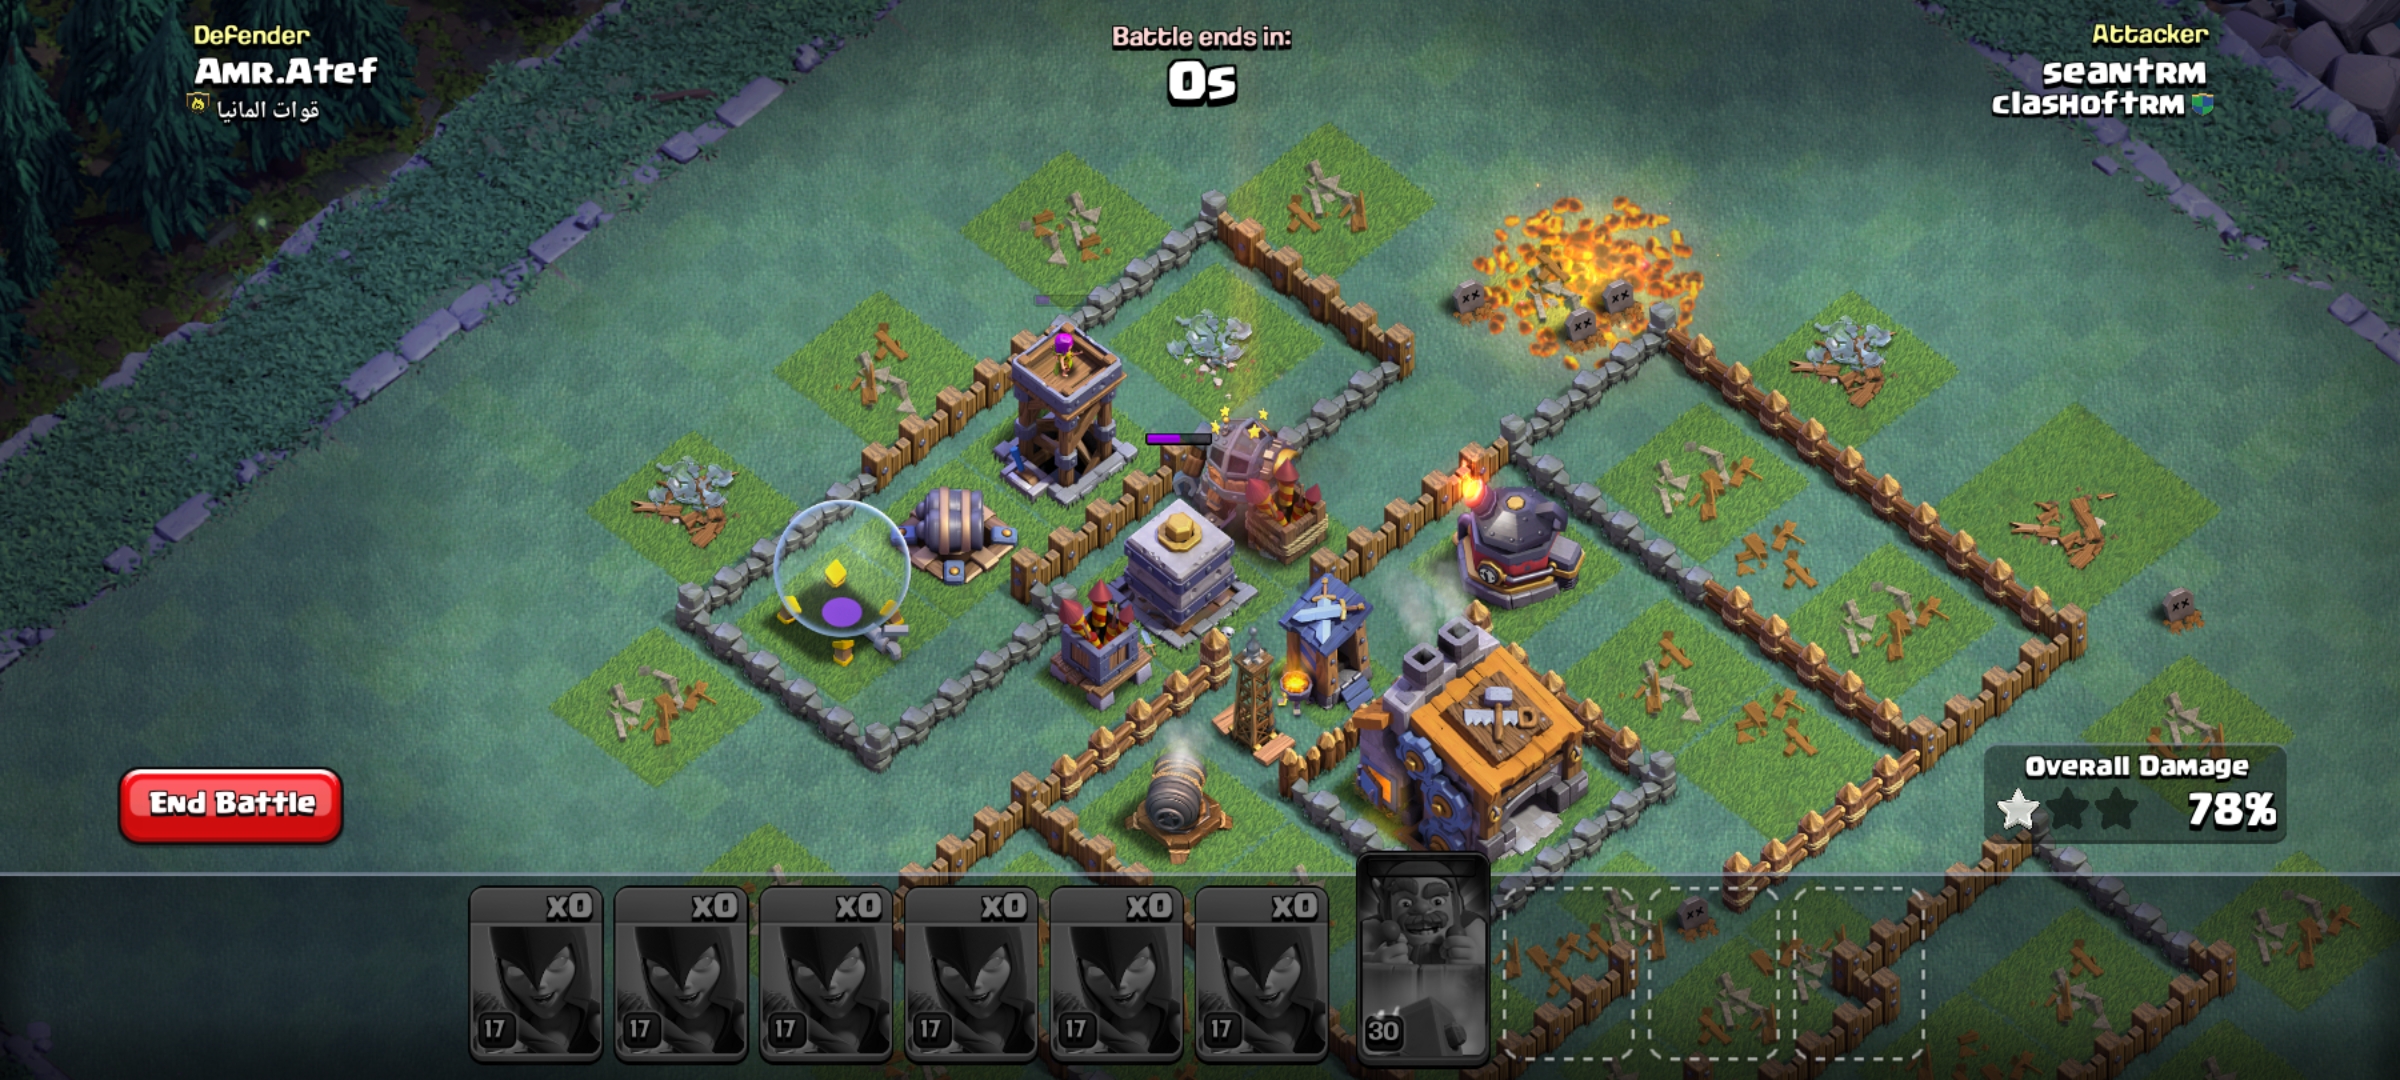 Defender
Amr.Atef
قوات المانيا
Battle ends in:
0s
Attacker
seantRM
clashoftRM
End Battle
Overall Damage
78%
x0 x0 x0 x0 x0 x0
17 17 17 17 17 17 30